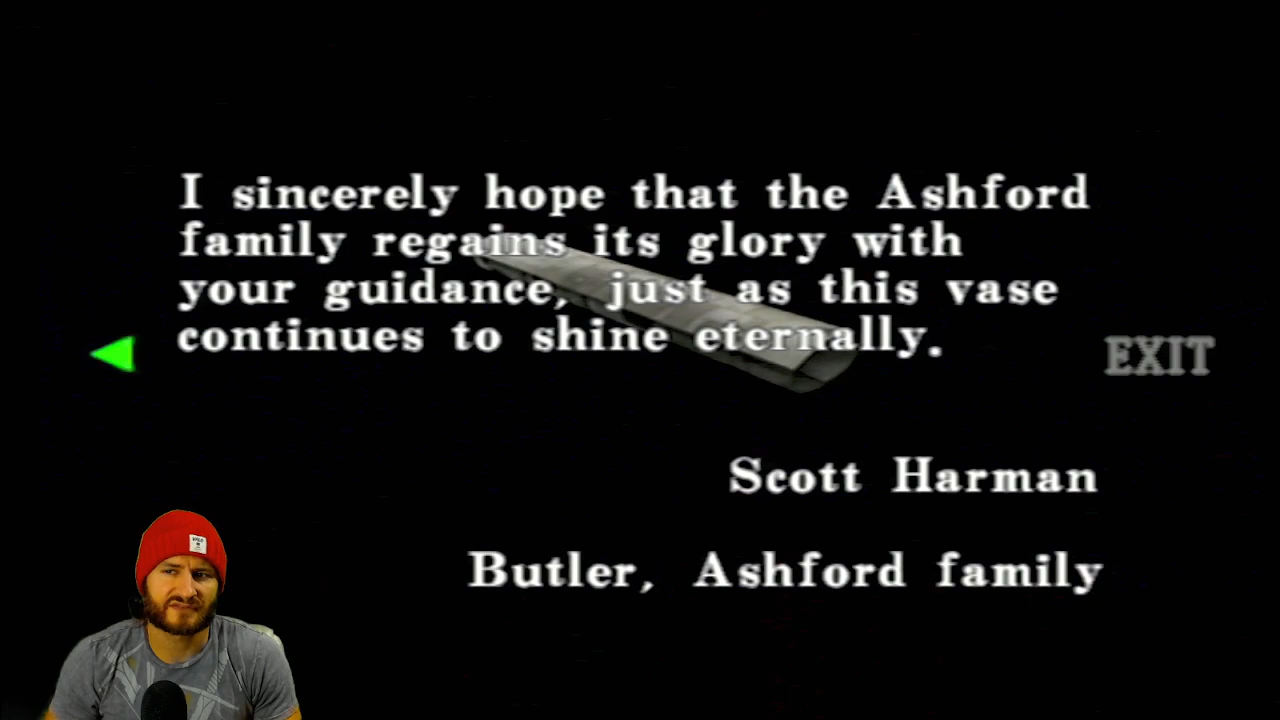 I sincerely hope that the Ashford
family regains its glory with
your guidance, just as this vase
continues to shine eternally.
EXIT
Scott Harman
Butler, Ashford family